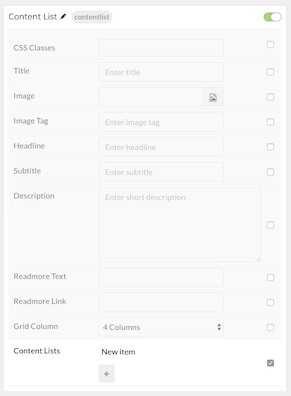 Content List contentlist
CSS Classes
Title Enter title
Image
Image Tag Enter image tag
Headline Enter headline
Subtitle Enter subtitle
Description Enter short description
Readmore Text
Readmore Link
Grid Column 4 Columns
Content Lists New item
+